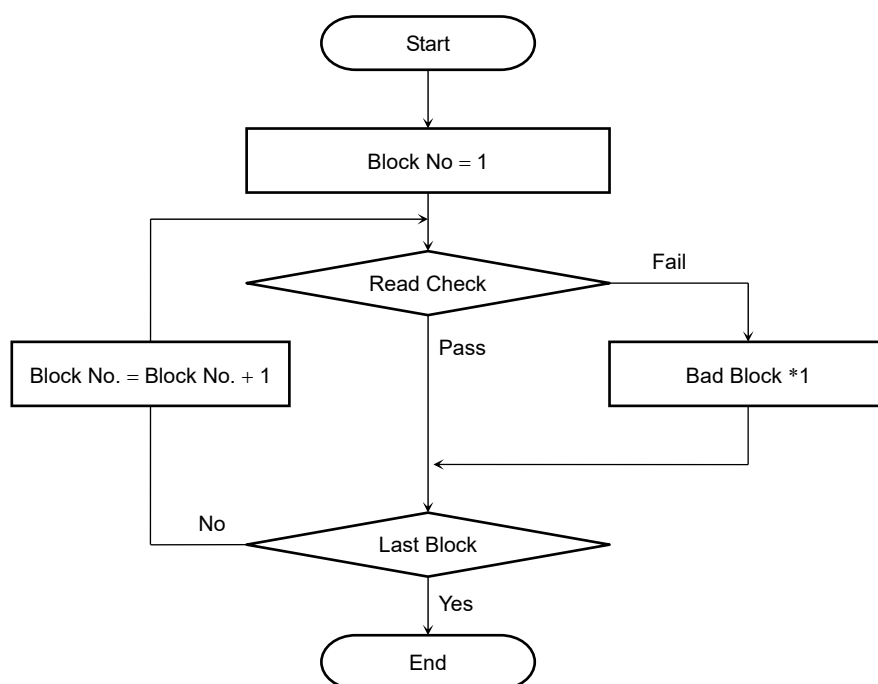 Start
Block No = 1
Read Check
Fail
Pass
Block No. = Block No. + 1
Bad Block *1
No
Last Block
Yes
End